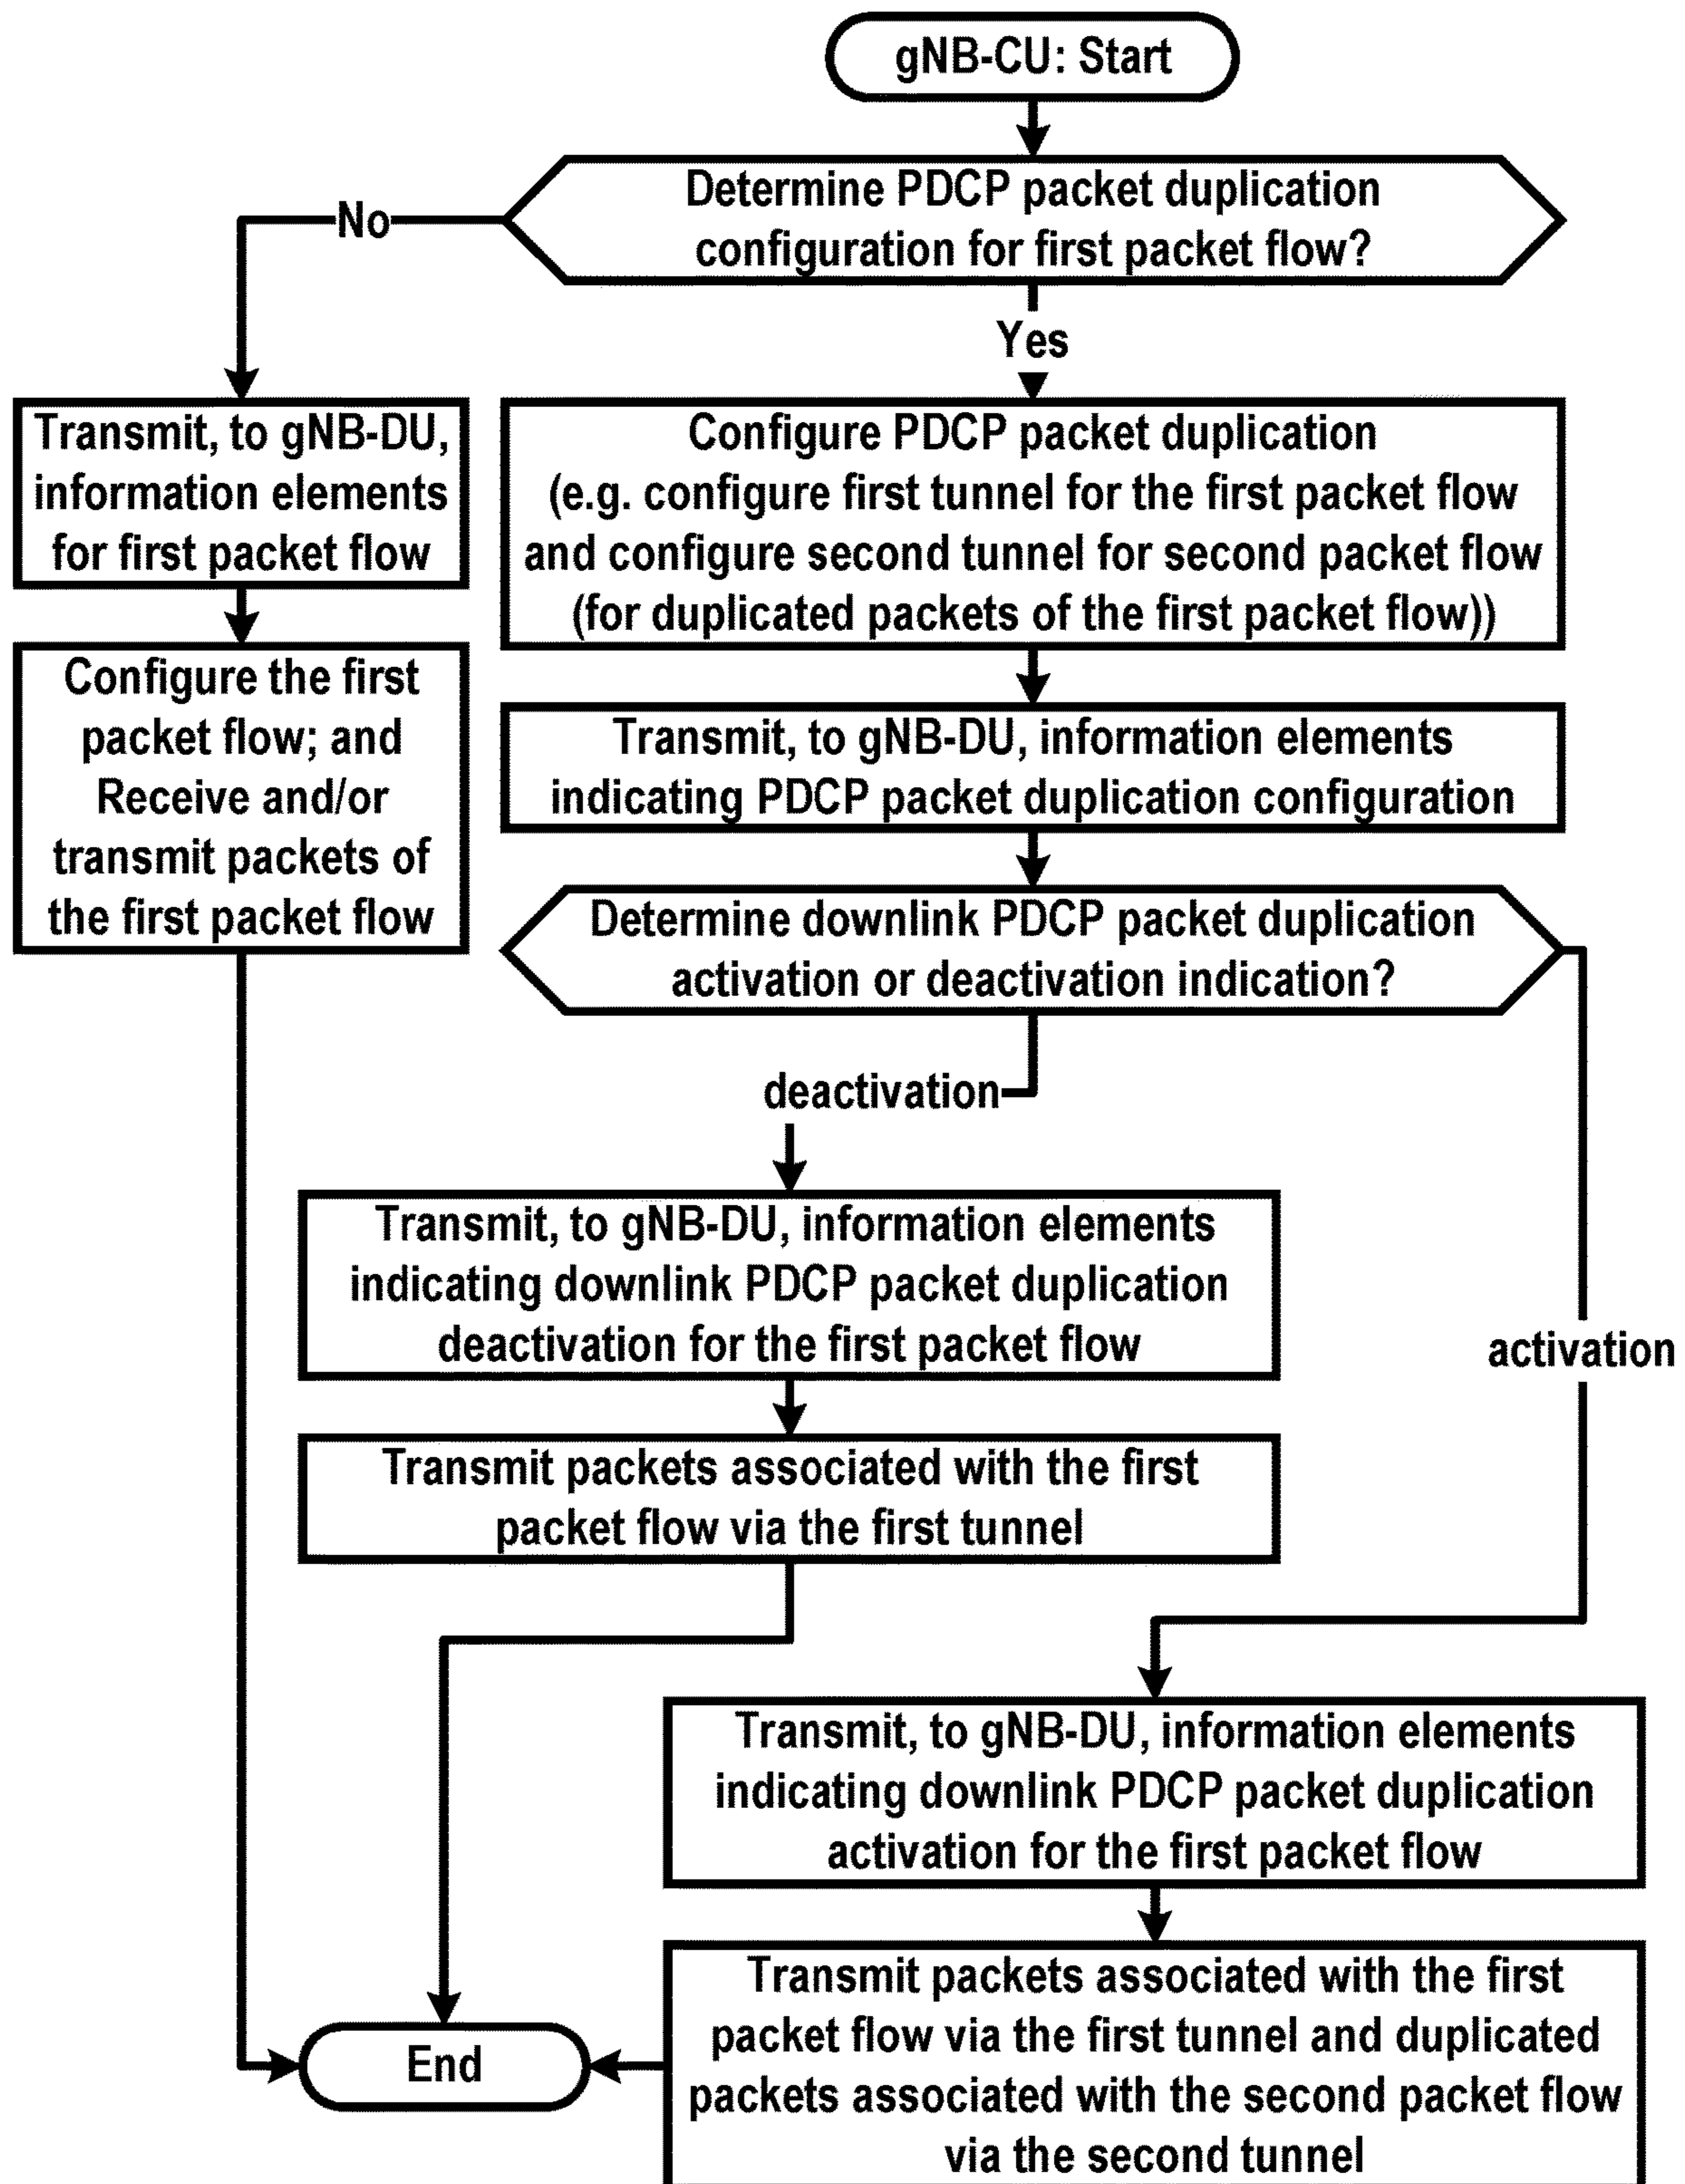 gNB-CU: Start
Determine PDCP packet duplication
configuration for first packet flow?
No
Yes
Transmit, to gNB-DU,
information elements
for first packet flow
Configure the first
packet flow; and
Receive and/or
transmit packets of
the first packet flow
Configure PDCP packet duplication
(e.g. configure first tunnel for the first packet flow
and configure second tunnel for second packet flow
(for duplicated packets of the first packet flow))
Transmit, to gNB-DU, information elements
indicating PDCP packet duplication configuration
Determine downlink PDCP packet duplication
activation or deactivation indication?
deactivation
Transmit, to gNB-DU, information elements
indicating downlink PDCP packet duplication
deactivation for the first packet flow
activation
Transmit packets associated with the first
packet flow via the first tunnel
Transmit, to gNB-DU, information elements
indicating downlink PDCP packet duplication
activation for the first packet flow
Transmit packets associated with the first
packet flow via the first tunnel and duplicated
packets associated with the second packet flow
via the second tunnel
End